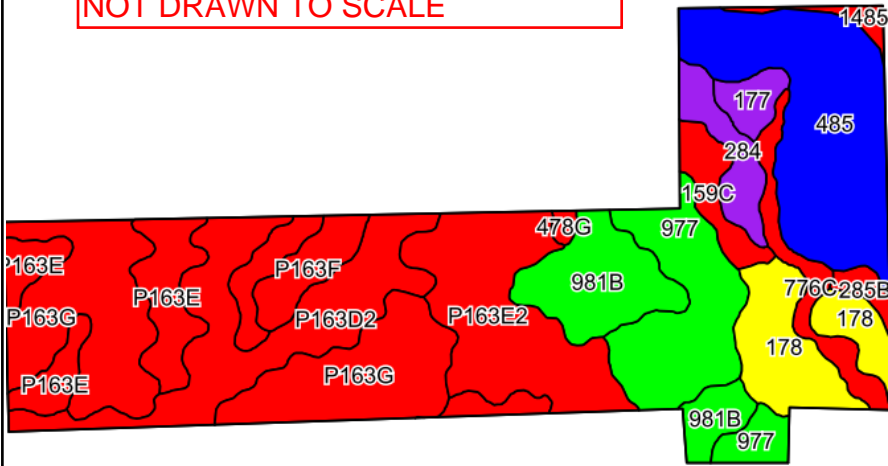 NOT DRAWN TO SCALE
1485
177
485
284
159C
478G
977
P163E
P163F
981B
P163E
776C
285B
P163G
P163D2
P163E2
178
178
P163G
P163E
981B
977